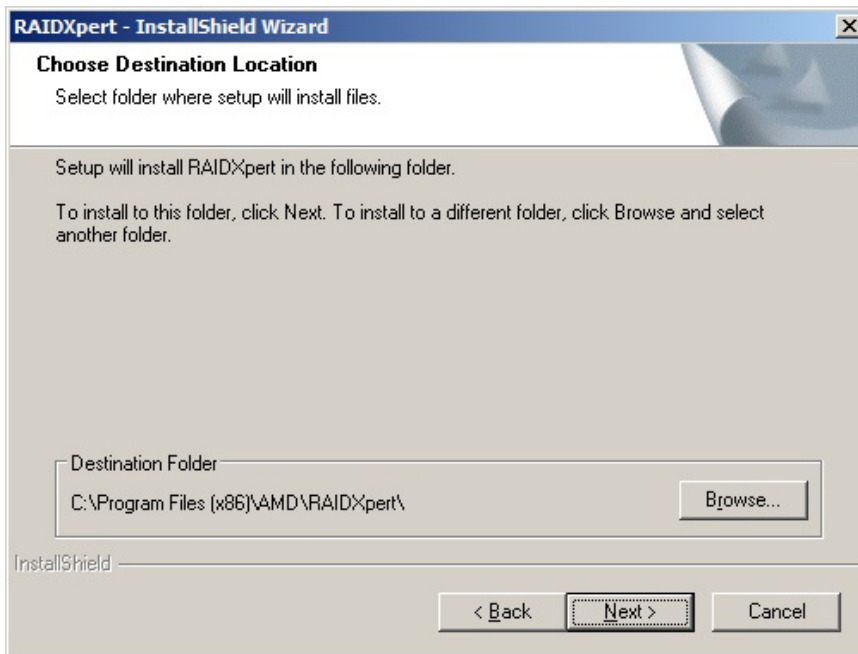 RAIDXpert - InstallShield Wizard
Choose Destination Location
Select folder where setup will install files.
Setup will install RAIDXpert in the following folder.
To install to this folder, click Next. To install to a different folder, click Browse and select
another folder.
Destination Folder
C:\Program Files (x86)\AMD\RAIDXpert\
Browse...
InstallShield
< Back
Next >
Cancel